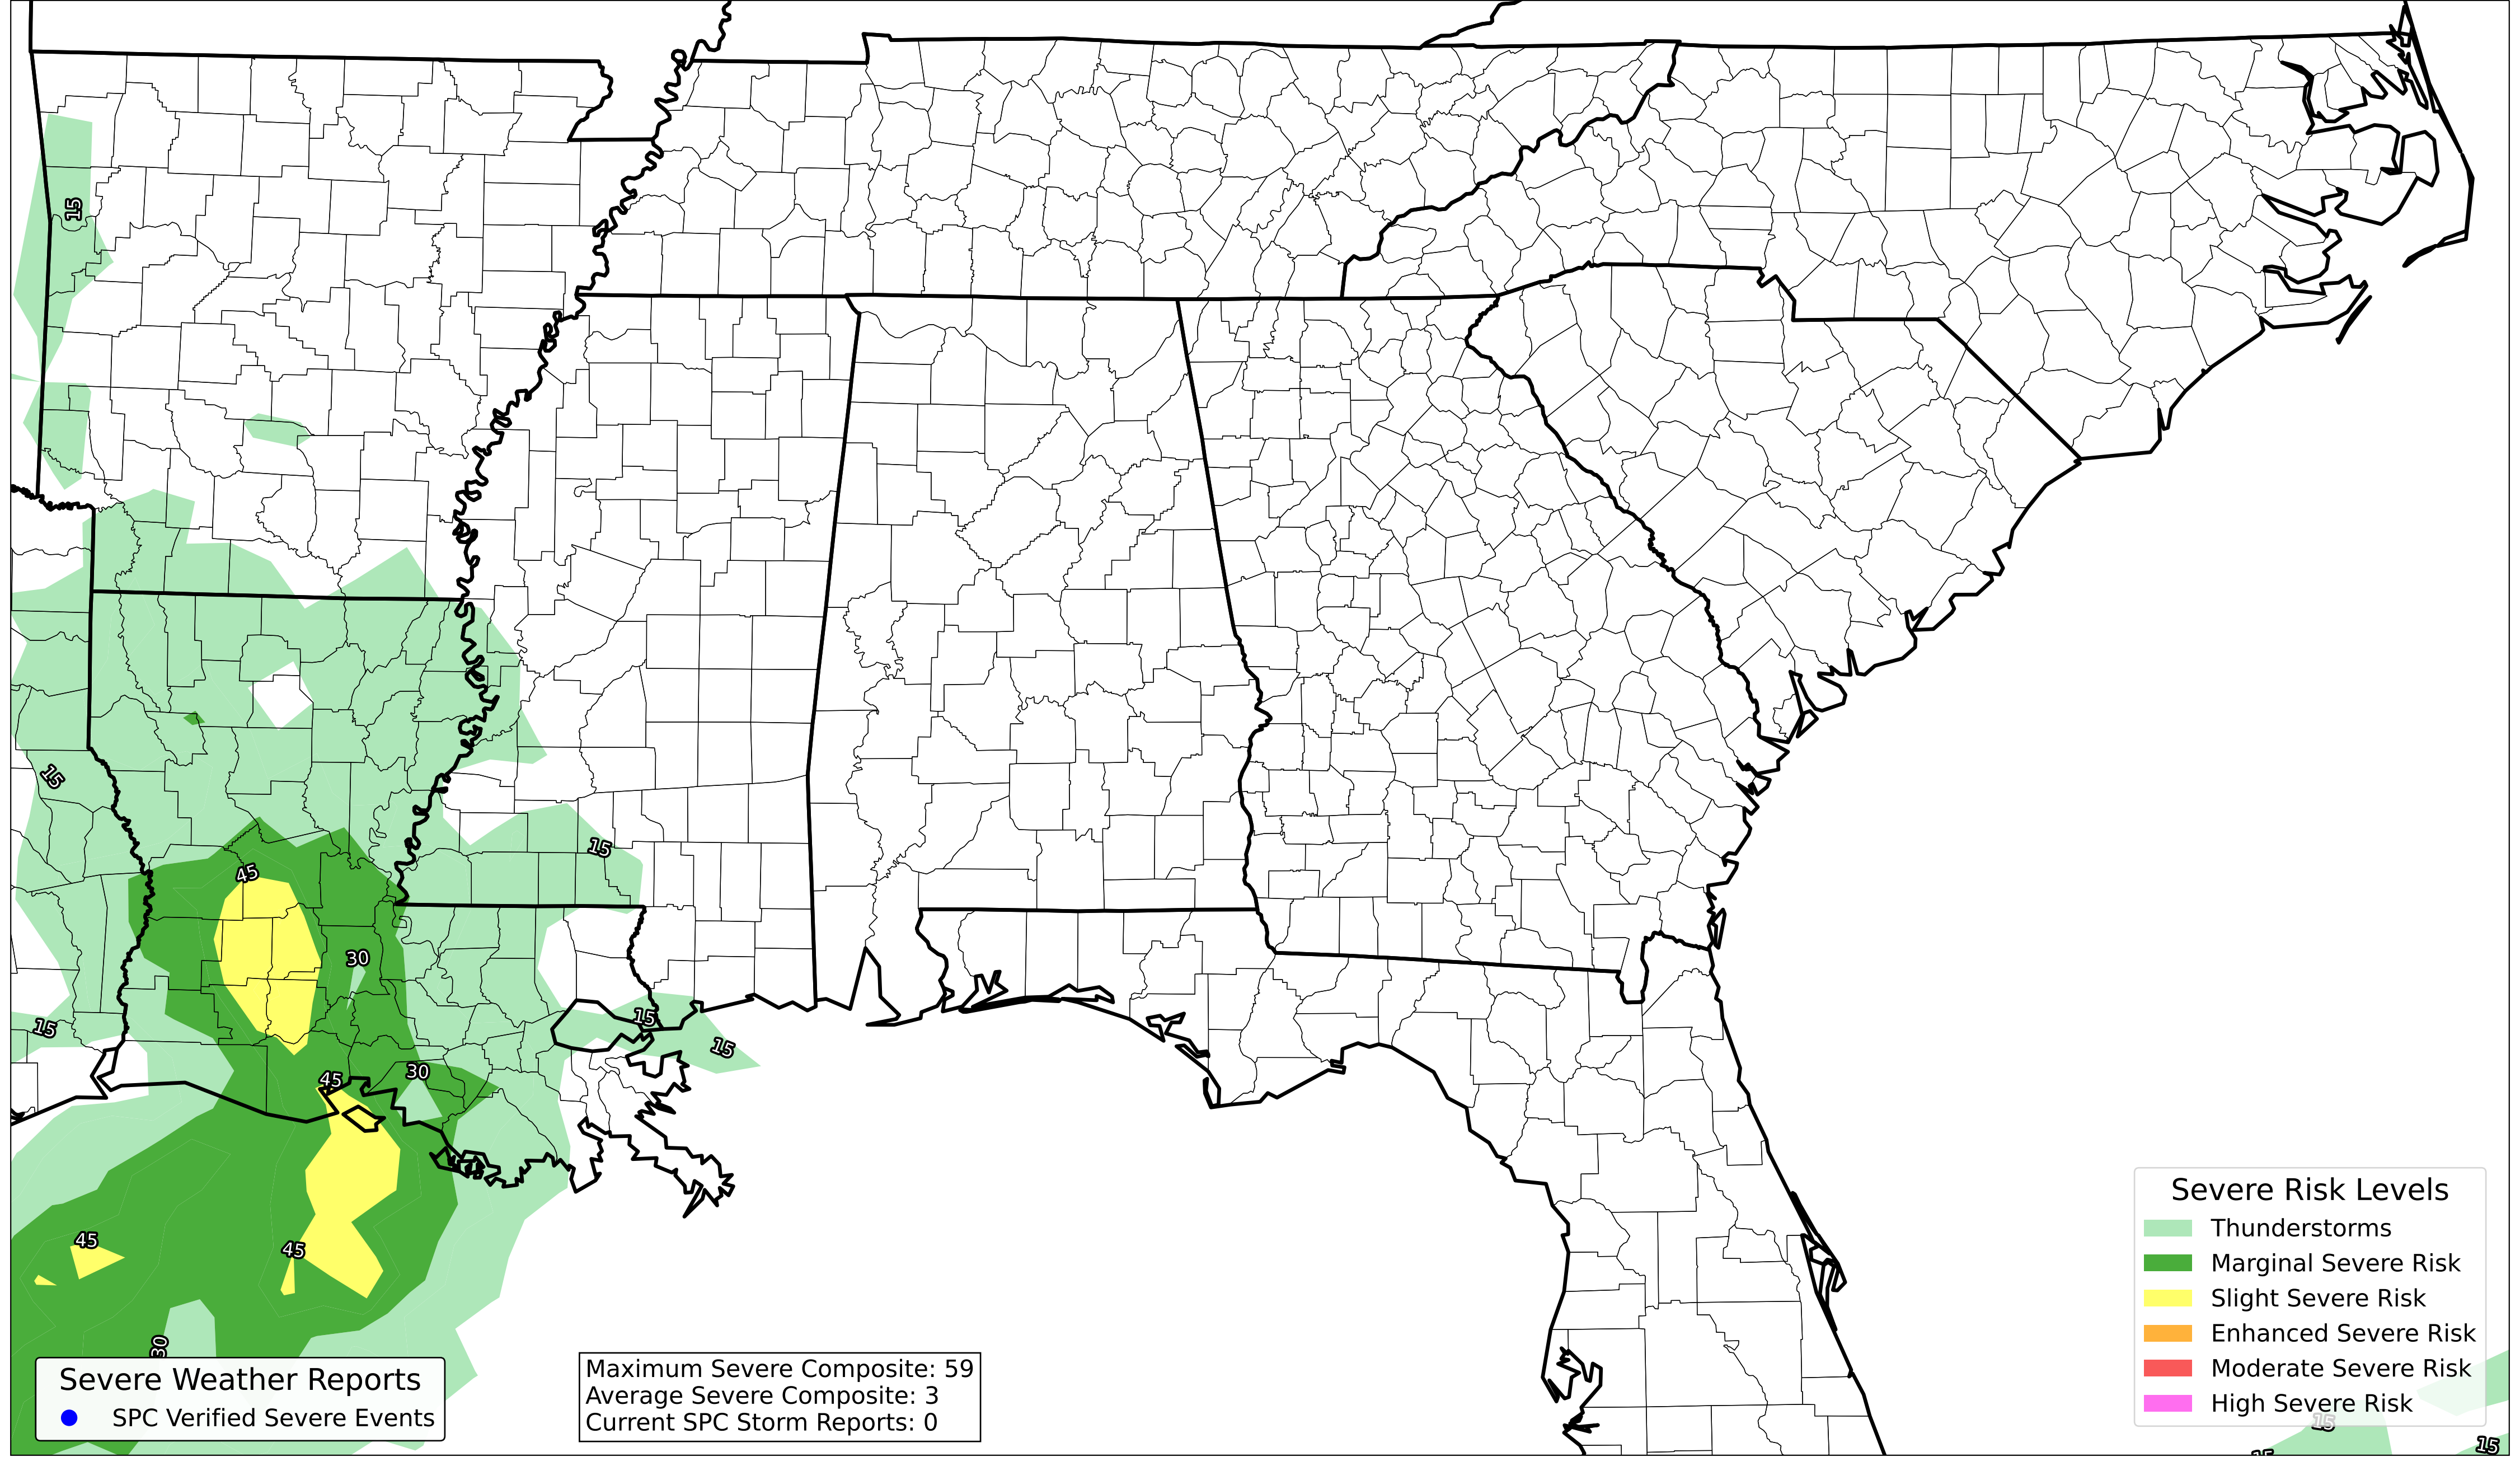 15
15
15
45
30
15
15
15
45
30
45
45
30
Severe Risk Levels
Thunderstorms
Marginal Severe Risk
Slight Severe Risk
Enhanced Severe Risk
Moderate Severe Risk
High Severe Risk
Severe Weather Reports
SPC Verified Severe Events
Maximum Severe Composite: 59
Average Severe Composite: 3
Current SPC Storm Reports: 0
15
15
15